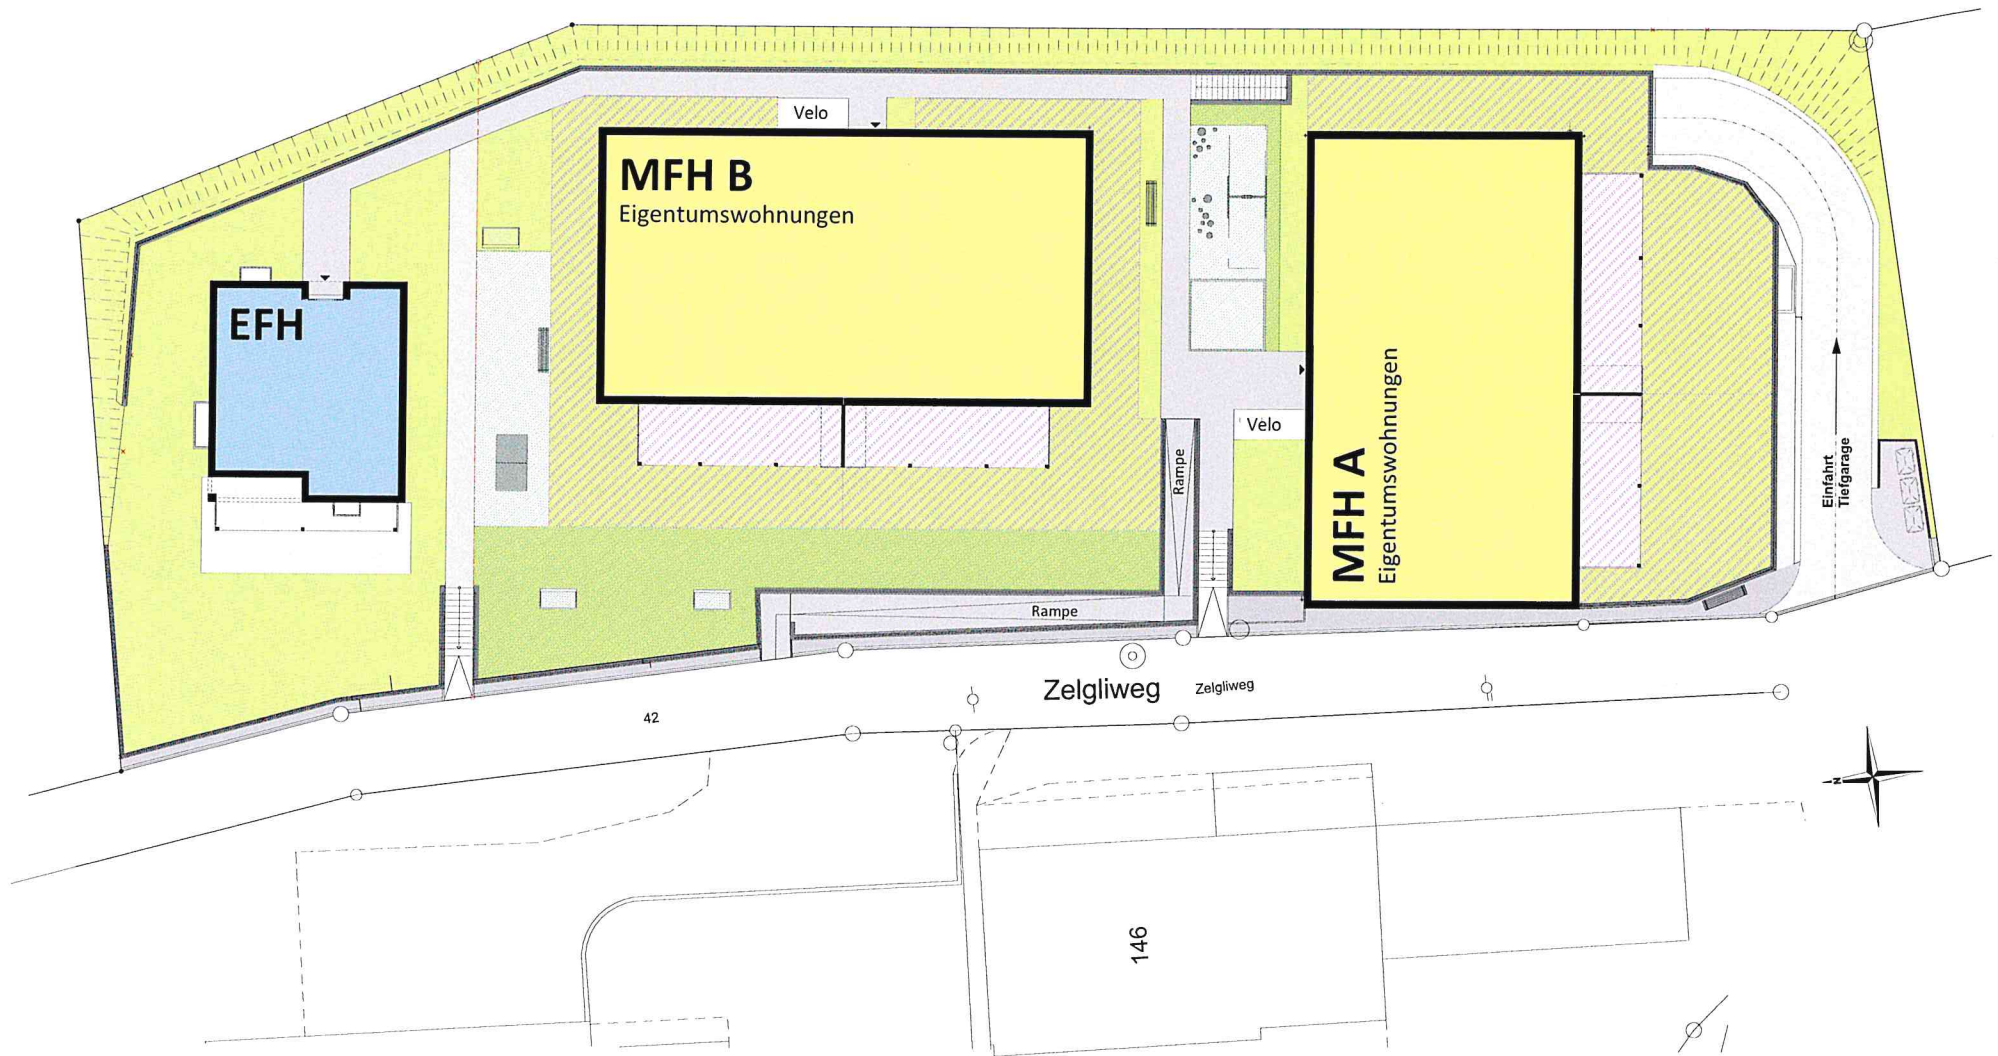 Velo
MFH B
Eigentumswohnungen
EFH
Velo
Rampe
MFH A
Eigentumswohnungen
Einfahrt
Tiefgarage
Rampe
Zelgliweg
Zelgliweg
42
N
146